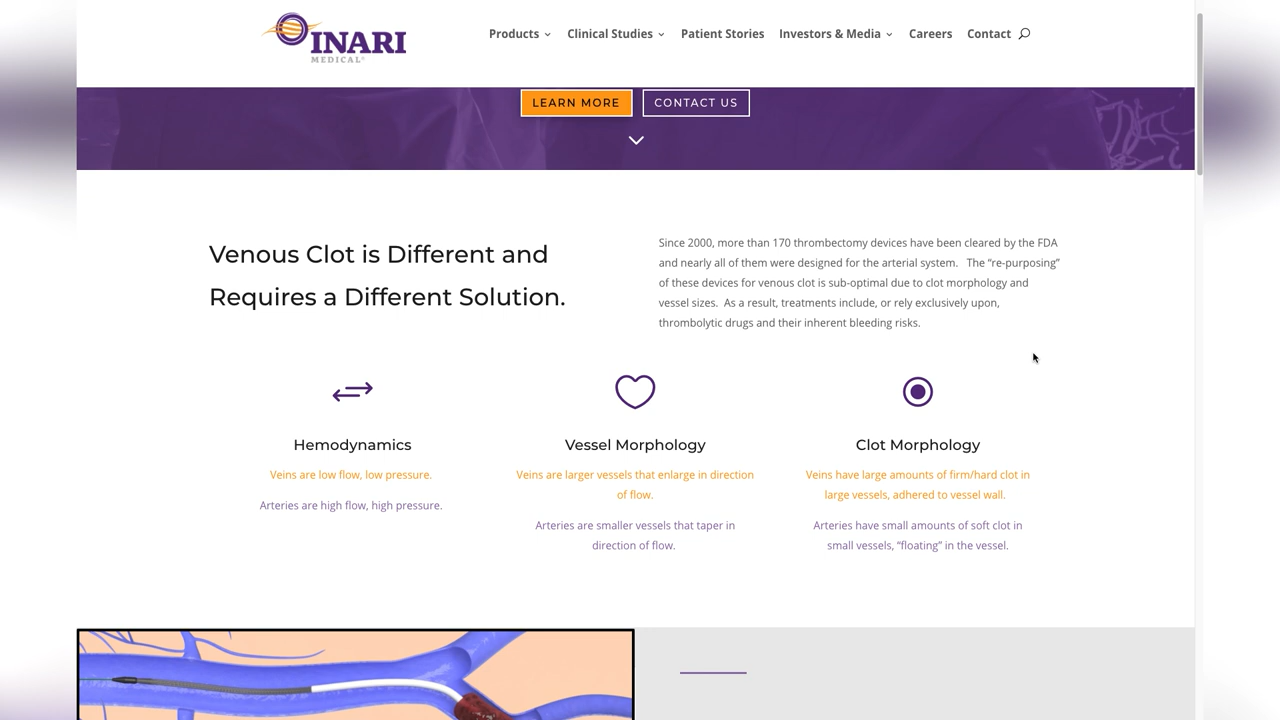 INARI
MEDICAL®
Products
Clinical Studies
Patient Stories
Investors & Media
Careers
Contact
LEARN MORE
CONTACT US
Venous Clot is Different and
Requires a Different Solution.
Since 2000, more than 170 thrombectomy devices have been cleared by the FDA
and nearly all of them were designed for the arterial system. The “re-purposing”
of these devices for venous clot is sub-optimal due to clot morphology and
vessel sizes. As a result, treatments include, or rely exclusively upon,
thrombolytic drugs and their inherent bleeding risks.
Hemodynamics
Veins are low flow, low pressure.
Arteries are high flow, high pressure.
Vessel Morphology
Veins are larger vessels that enlarge in direction
of flow.
Arteries are smaller vessels that taper in
direction of flow.
Clot Morphology
Veins have large amounts of firm/hard clot in
large vessels, adhered to vessel wall.
Arteries have small amounts of soft clot in
small vessels, “floating” in the vessel.